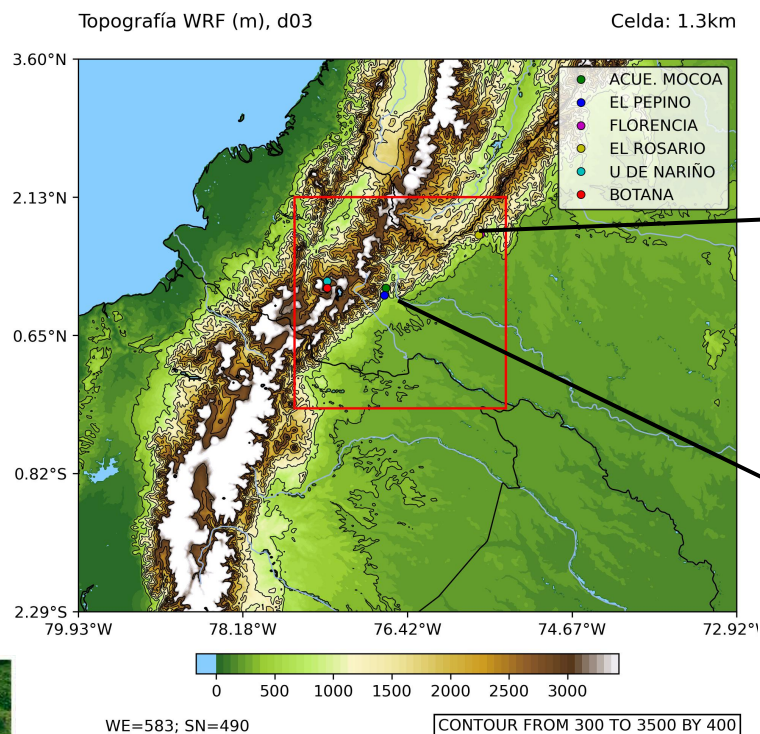 Topografía WRF (m), d03
Celda: 1.3km
3.60°N
2.13°N
0.65°N
0.82°S
2.29°S
79.93°W
78.18°W
76.42°W
74.67°W
72.92°W
ACUE. MOCOA
EL PEPINO
FLORENCIA
EL ROSARIO
U DE NARIÑO
BOTANA
0 500 1000 1500 2000 2500 3000
WE=583; SN=490
CONTOUR FROM 300 TO 3500 BY 400